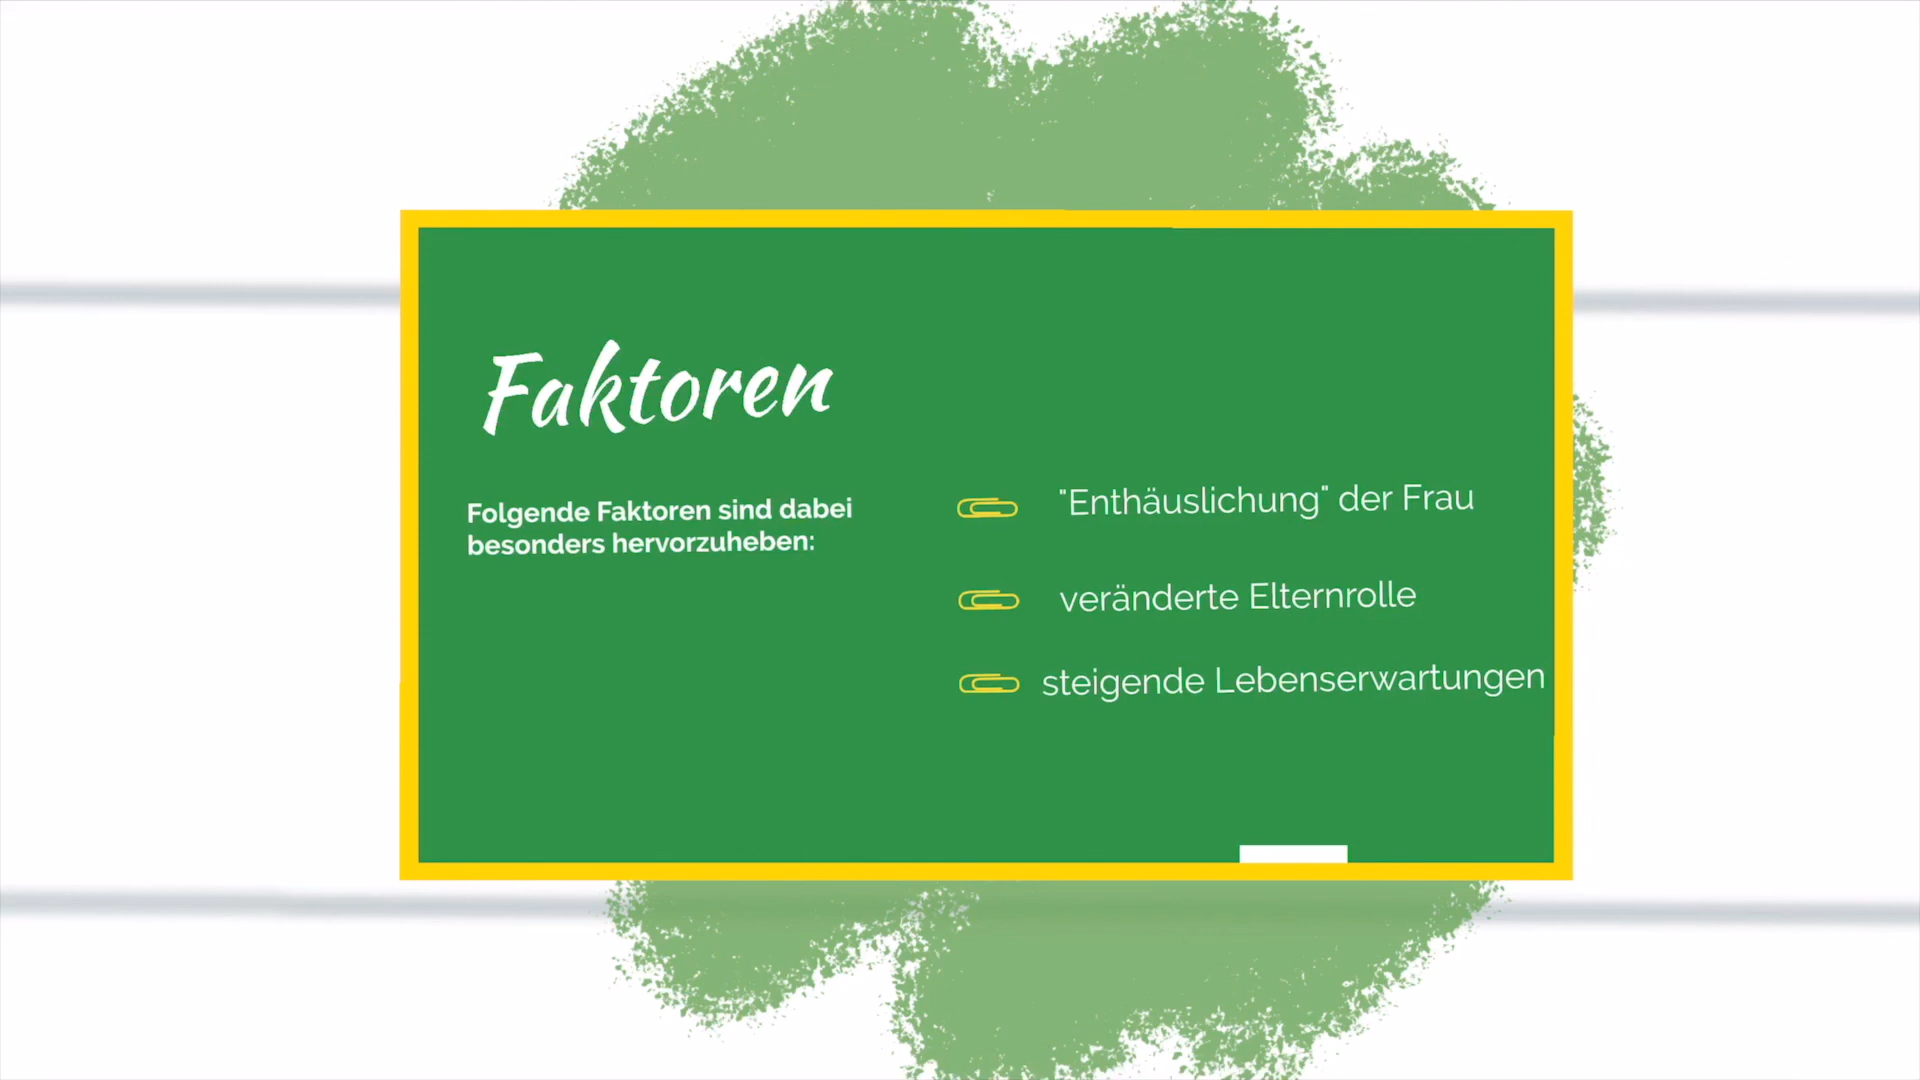 Faktoren
Folgende Faktoren sind dabei
besonders hervorzuheben:
"Enthäuslichung" der Frau
veränderte Elternrolle
steigende Lebenserwartungen